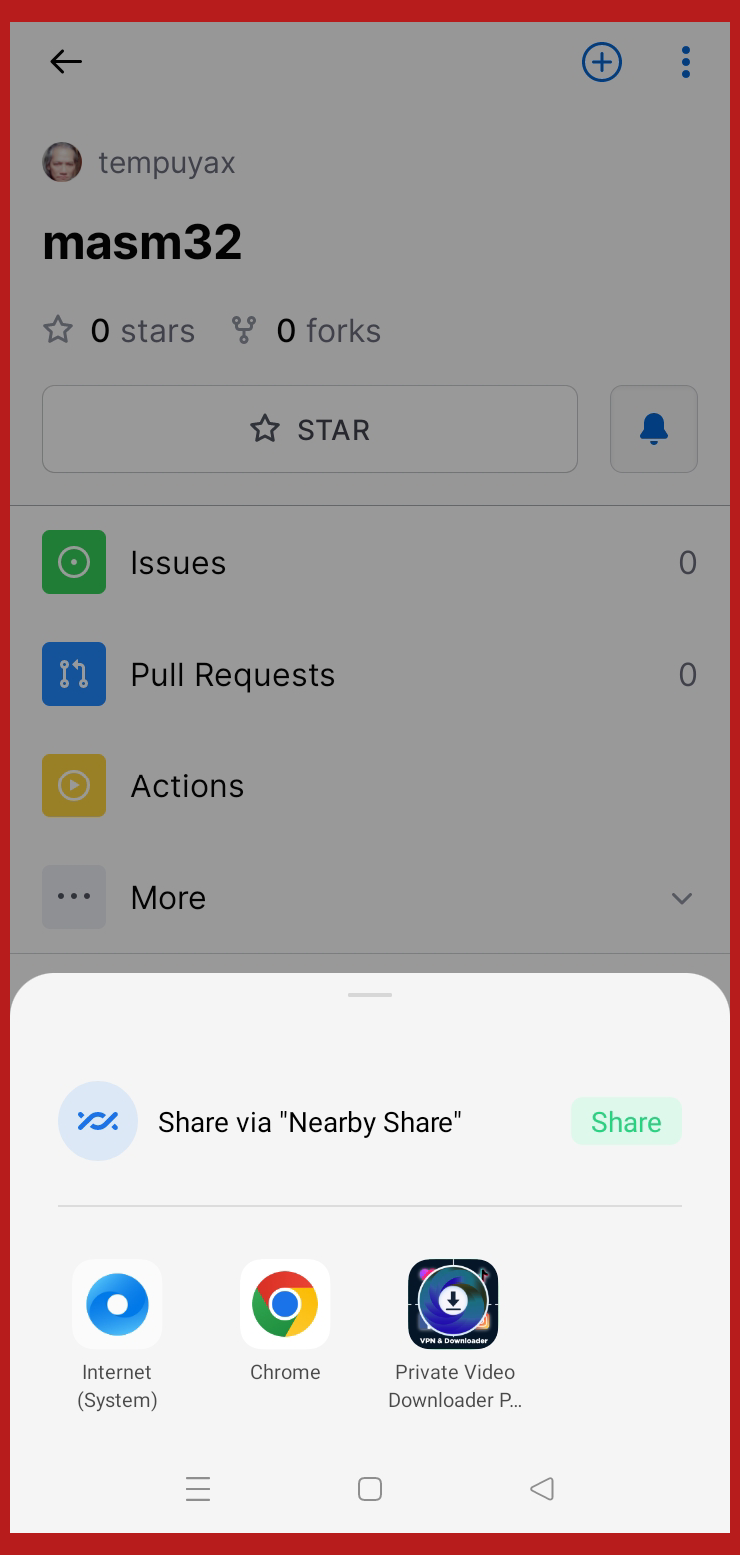 tempuyax
masm32
0 stars 0 forks
STAR
Issues 0
Pull Requests 0
Actions
More
Share via "Nearby Share" Share
VPN & Downloader
Internet Chrome Private Video
(System) Downloader P...